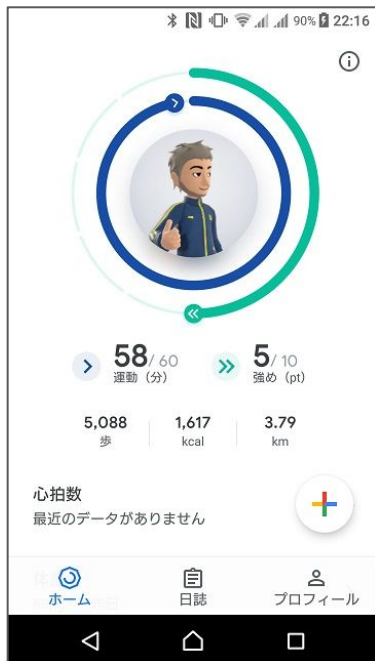 90% 22:16
58/ 60
運動 (分)
5/ 10
強め (pt)
5,088
歩
1,617
kcal
3.79
km
心拍数
最近のデータがありません
ホーム
日誌
プロフィール